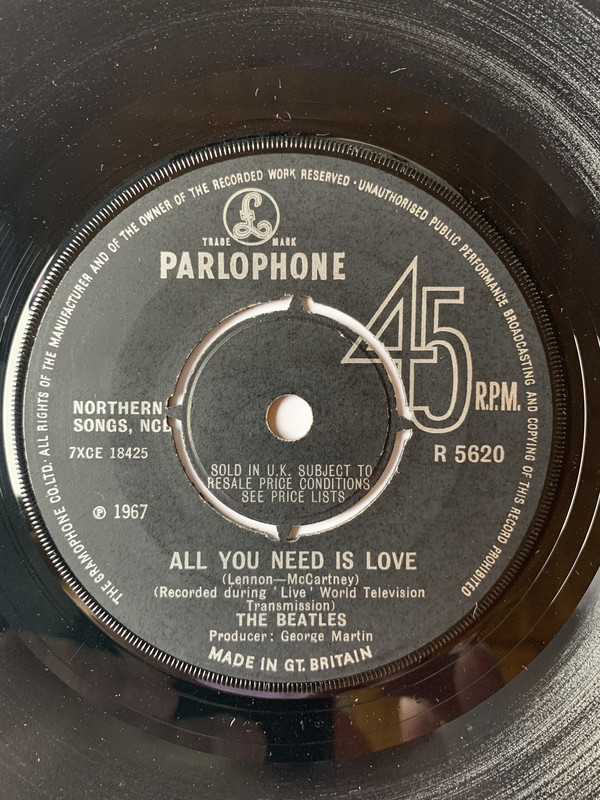 THE GRAMOPHONE CO.LTD. ALL RIGHTS OF THE MANUFACTURER AND OF THE OWNER OF THE RECORDED WORK RESERVED · UNAUTHORISED PUBLIC PERFORMANCE BROADCASTING AND COPYING OF THIS RECORD PROHIBITED
£
TRADE MARK
PARLOPHONE
45
R.P.M.
NORTHERN
SONGS, NCB
7XCE 18425
R 5620
SOLD IN U.K. SUBJECT TO
RESALE PRICE CONDITIONS
SEE PRICE LISTS
℗ 1967
ALL YOU NEED IS LOVE
(Lennon—McCartney)
(Recorded during 'Live' World Television
Transmission)
THE BEATLES
Producer: George Martin
MADE IN GT. BRITAIN